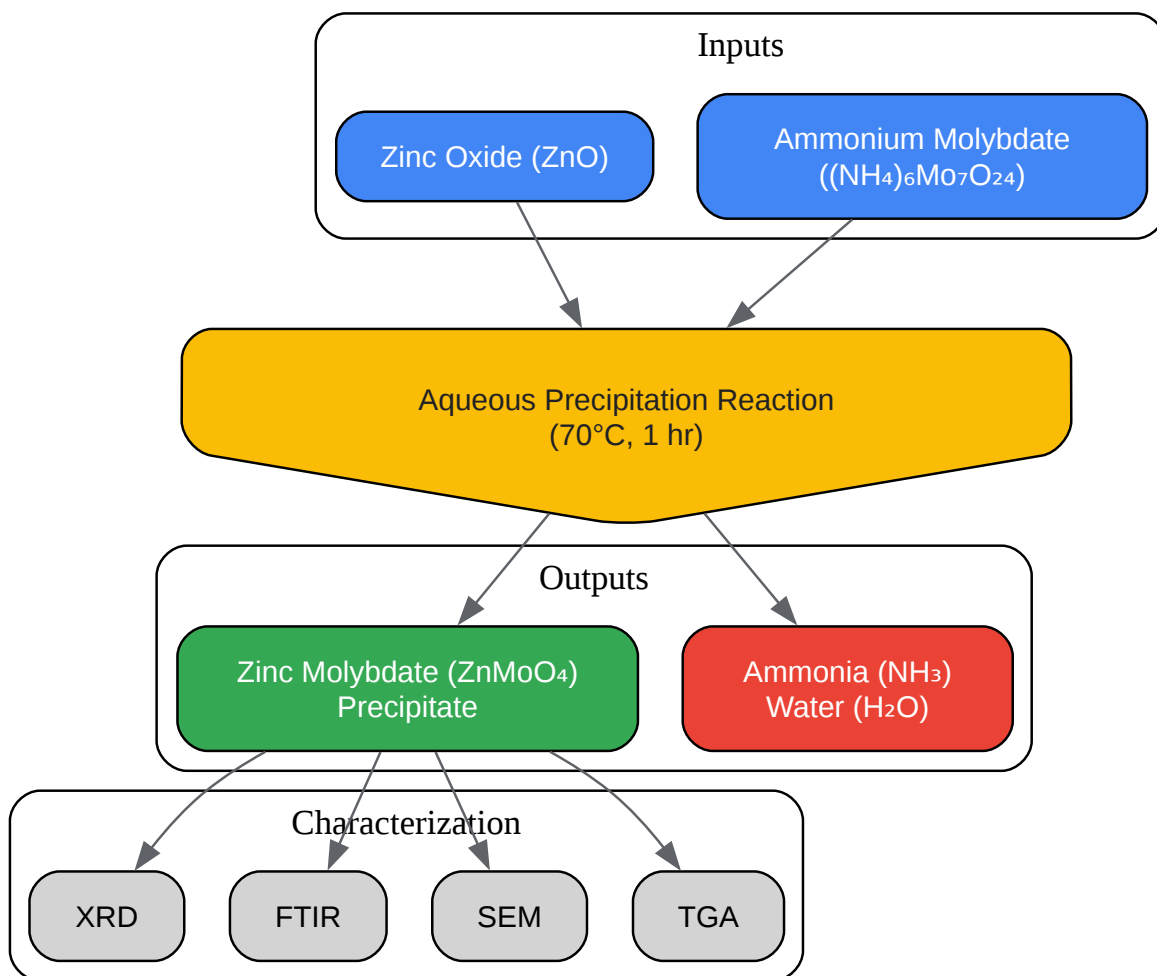 Inputs
Zinc Oxide (ZnO)
Ammonium Molybdate
((NH₄)₆Mo₇O₂₄)
Aqueous Precipitation Reaction
(70°C, 1 hr)
Outputs
Zinc Molybdate (ZnMoO₄)
Precipitate
Ammonia (NH₃)
Water (H₂O)
Characterization
XRD
FTIR
SEM
TGA